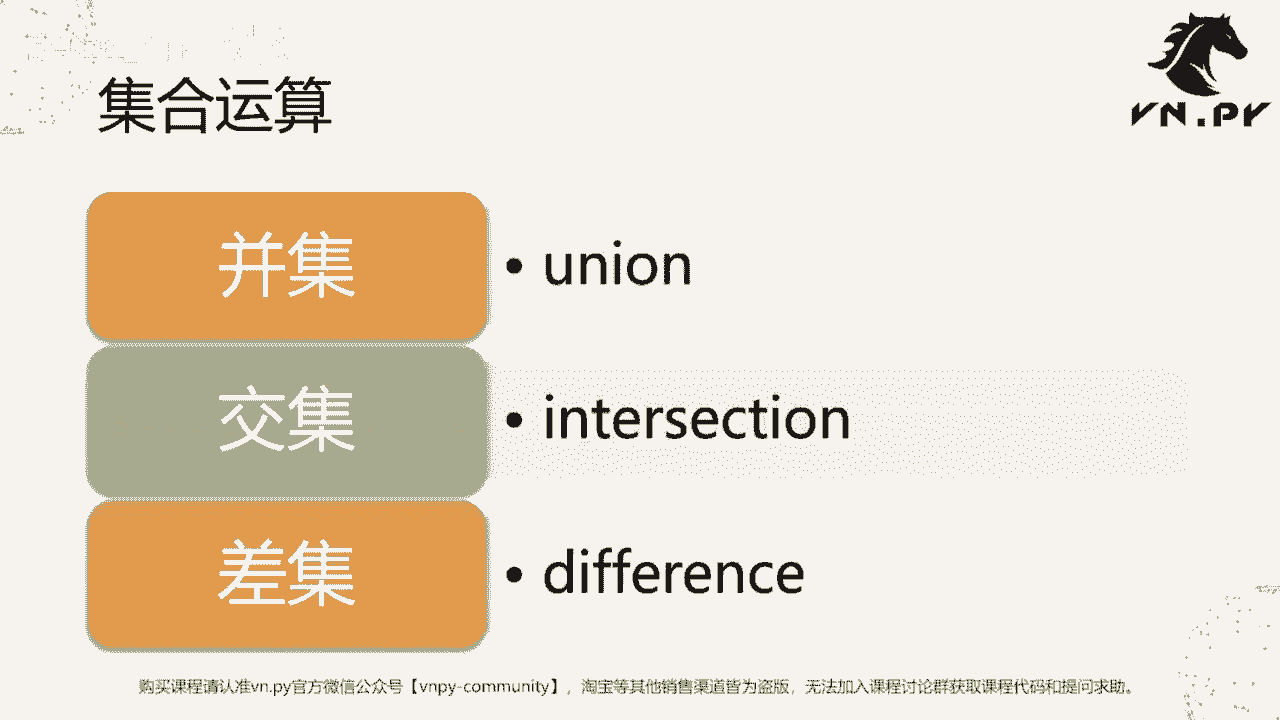 集合运算
VN.PY
并集
• union
交集
• intersection
差集
• difference
购买课程请认准vn.py官方微信公众号【vnpy-community】，淘宝等其他销售渠道皆为盗版，无法加入课程讨论群获取课程代码和提问求助。